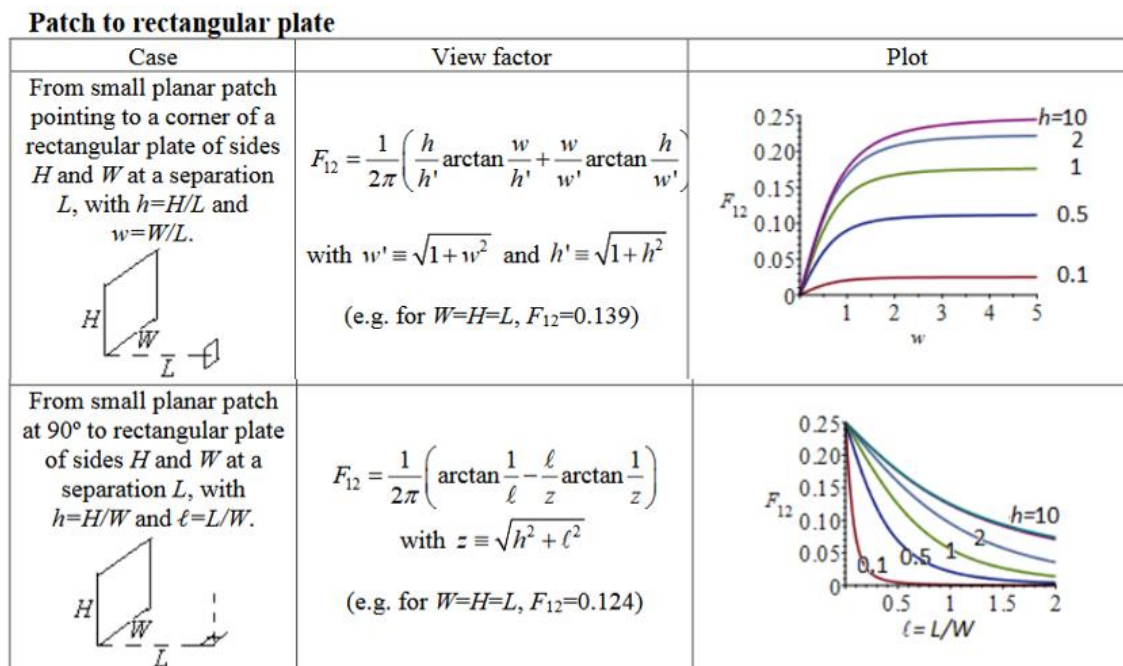 Patch to rectangular plate
Case View factor Plot
From small planar patch
pointing to a corner of a
rectangular plate of sides
H and W at a separation
L, with h=H/L and
w=W/L.
H
W
L
F₁₂ = 1/2π (h/h' arctan w/h' + w/w' arctan h/w')
with w' ≡ √(1+w²) and h' ≡ √(1+h²)
(e.g. for W=H=L, F₁₂=0.139)
0.25
0.20
0.15
F₁₂ 0.10
0.05
0
1 2 3 4 5
w
h=10
2
1
0.5
0.1
From small planar patch
at 90º to rectangular plate
of sides H and W at a
separation L, with
h=H/W and ℓ=L/W.
H
W
L
F₁₂ = 1/2π (arctan 1/ℓ − ℓ/z arctan 1/z)
with z ≡ √(h²+ℓ²)
(e.g. for W=H=L, F₁₂=0.124)
0.25
0.20
0.15
F₁₂
0.10
0.05
0
h=10
0.1 0.5 1 2
0.5 1 1.5 2
ℓ = L/W